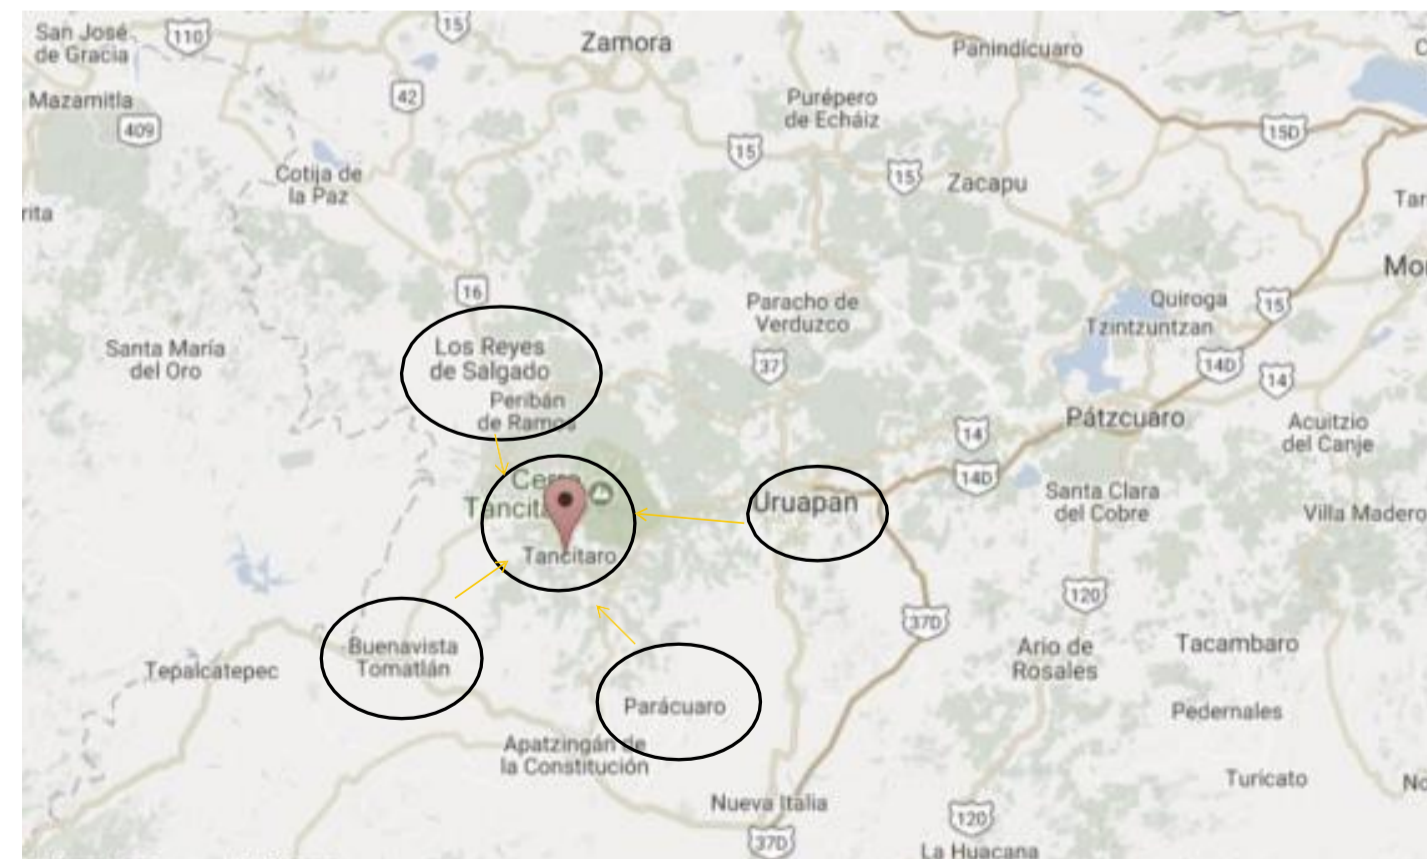 San José
de Gracia
110
15
Zamora
Panindícuaro
Mazamitla
42
Purépero
de Echáiz
409
15
15D
Cotija de
la Paz
15
Zacapu
rita
Tar
Mor
16
Paracho de
Verduzco
Quiroga
15
Tzintzuntzan
Santa María
del Oro
Los Reyes
de Salgado
37
14D
14
Peribán
de Ramos
Pátzcuaro
Acuitzio
del Canje
14
14D
Uruapan
Santa Clara
del Cobre
Villa Madero
Tancítaro
120
37D
Buenavista
Tomatlán
Tepalcatepec
Ario de
Rosales
Tacambaro
Parácuaro
Pedernales
Apatzingán de
la Constitución
Turicato
Nueva Italia
120
37D
La Huacana